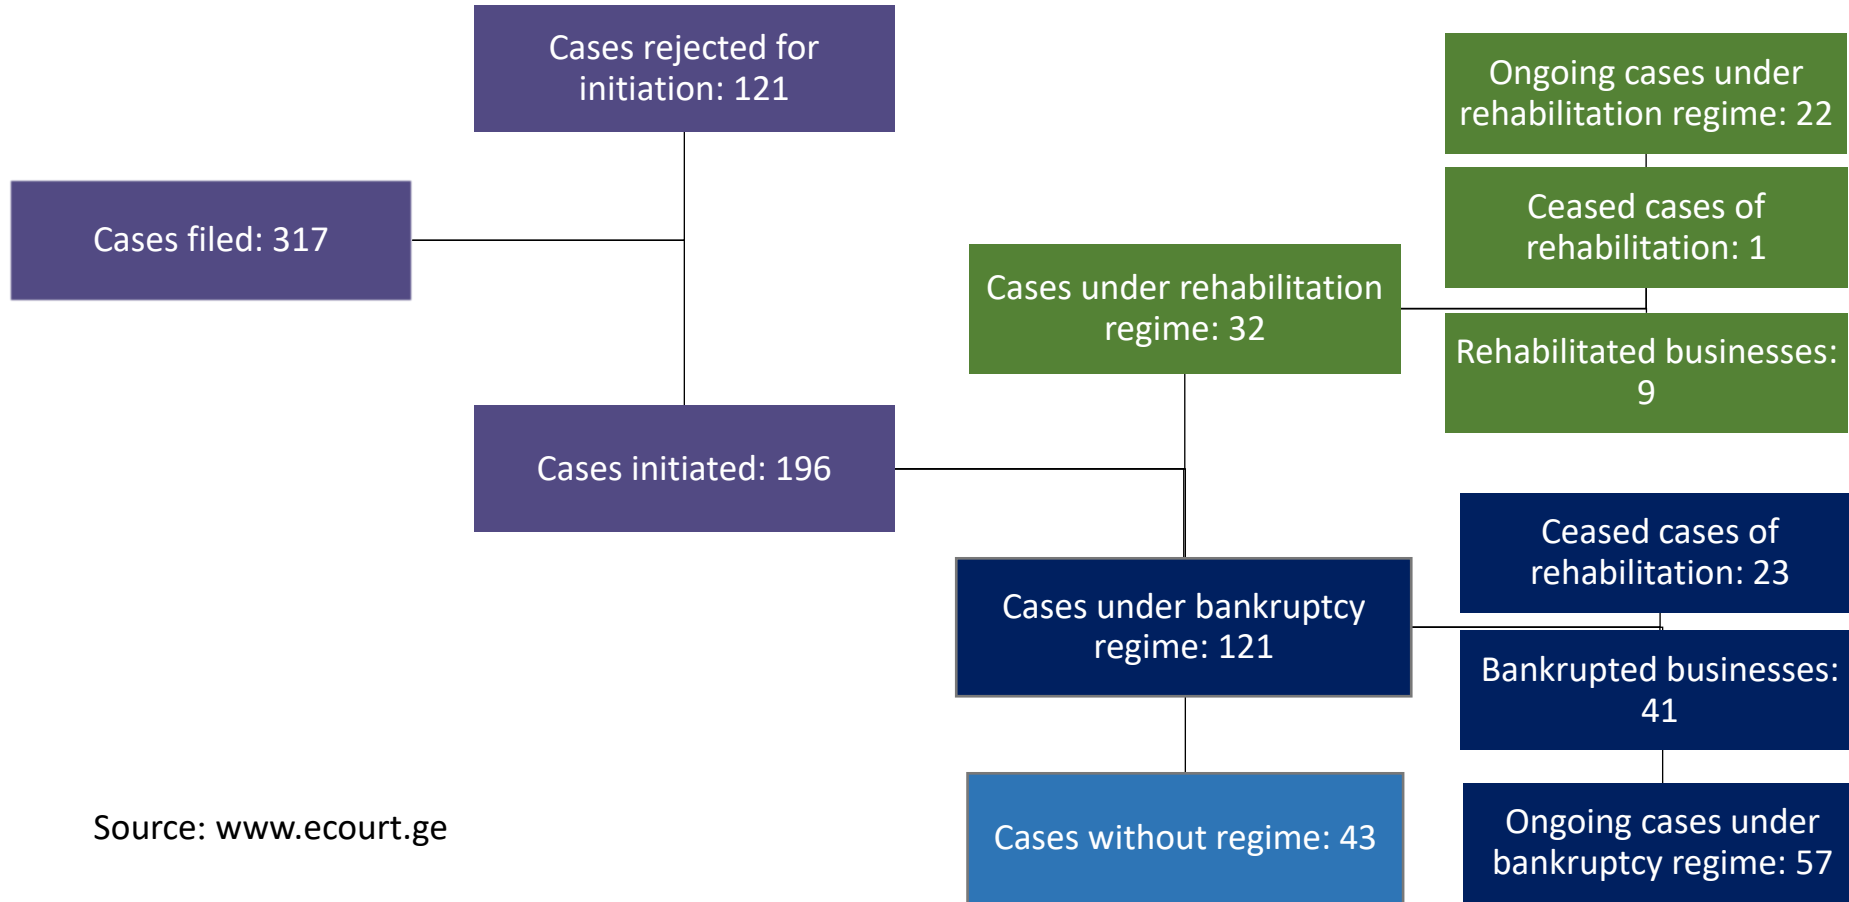 Cases rejected for
initiation: 121
Cases filed: 317
Cases initiated: 196
Cases under rehabilitation
regime: 32
Ongoing cases under
rehabilitation regime: 22
Ceased cases of
rehabilitation: 1
Rehabilitated businesses:
9
Cases under bankruptcy
regime: 121
Ceased cases of
rehabilitation: 23
Bankrupted businesses:
41
Ongoing cases under
bankruptcy regime: 57
Cases without regime: 43
Source: www.ecourt.ge